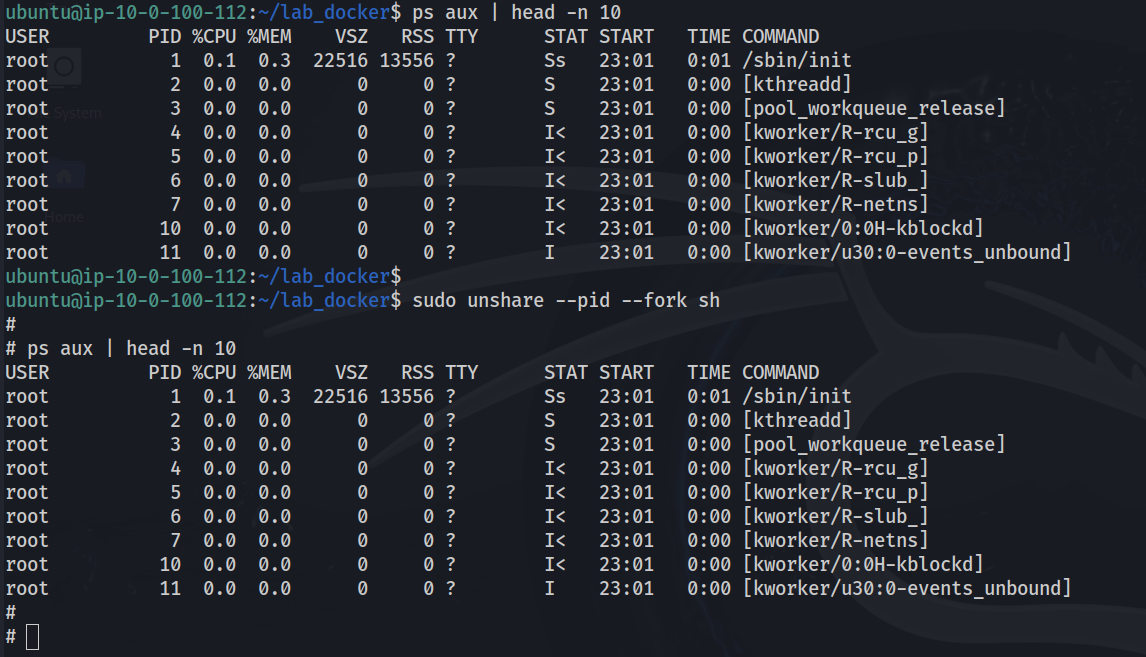 ubuntu@ip-10-0-100-112:~/lab_docker$ ps aux | head -n 10
USER         PID %CPU %MEM    VSZ   RSS TTY      STAT START   TIME COMMAND
root           1  0.1  0.3  22516 13556 ?        Ss   23:01   0:01 /sbin/init
root           2  0.0  0.0      0     0 ?        S    23:01   0:00 [kthreadd]
root           3  0.0  0.0      0     0 ?        S    23:01   0:00 [pool_workqueue_release]
root           4  0.0  0.0      0     0 ?        I<   23:01   0:00 [kworker/R-rcu_g]
root           5  0.0  0.0      0     0 ?        I<   23:01   0:00 [kworker/R-rcu_p]
root           6  0.0  0.0      0     0 ?        I<   23:01   0:00 [kworker/R-slub_]
root           7  0.0  0.0      0     0 ?        I<   23:01   0:00 [kworker/R-netns]
root          10  0.0  0.0      0     0 ?        I<   23:01   0:00 [kworker/0:0H-kblockd]
root          11  0.0  0.0      0     0 ?        I    23:01   0:00 [kworker/u30:0-events_unbound]
ubuntu@ip-10-0-100-112:~/lab_docker$
ubuntu@ip-10-0-100-112:~/lab_docker$ sudo unshare --pid --fork sh
#
# ps aux | head -n 10
USER         PID %CPU %MEM    VSZ   RSS TTY      STAT START   TIME COMMAND
root           1  0.1  0.3  22516 13556 ?        Ss   23:01   0:01 /sbin/init
root           2  0.0  0.0      0     0 ?        S    23:01   0:00 [kthreadd]
root           3  0.0  0.0      0     0 ?        S    23:01   0:00 [pool_workqueue_release]
root           4  0.0  0.0      0     0 ?        I<   23:01   0:00 [kworker/R-rcu_g]
root           5  0.0  0.0      0     0 ?        I<   23:01   0:00 [kworker/R-rcu_p]
root           6  0.0  0.0      0     0 ?        I<   23:01   0:00 [kworker/R-slub_]
root           7  0.0  0.0      0     0 ?        I<   23:01   0:00 [kworker/R-netns]
root          10  0.0  0.0      0     0 ?        I<   23:01   0:00 [kworker/0:0H-kblockd]
root          11  0.0  0.0      0     0 ?        I    23:01   0:00 [kworker/u30:0-events_unbound]
#
#
System
Home